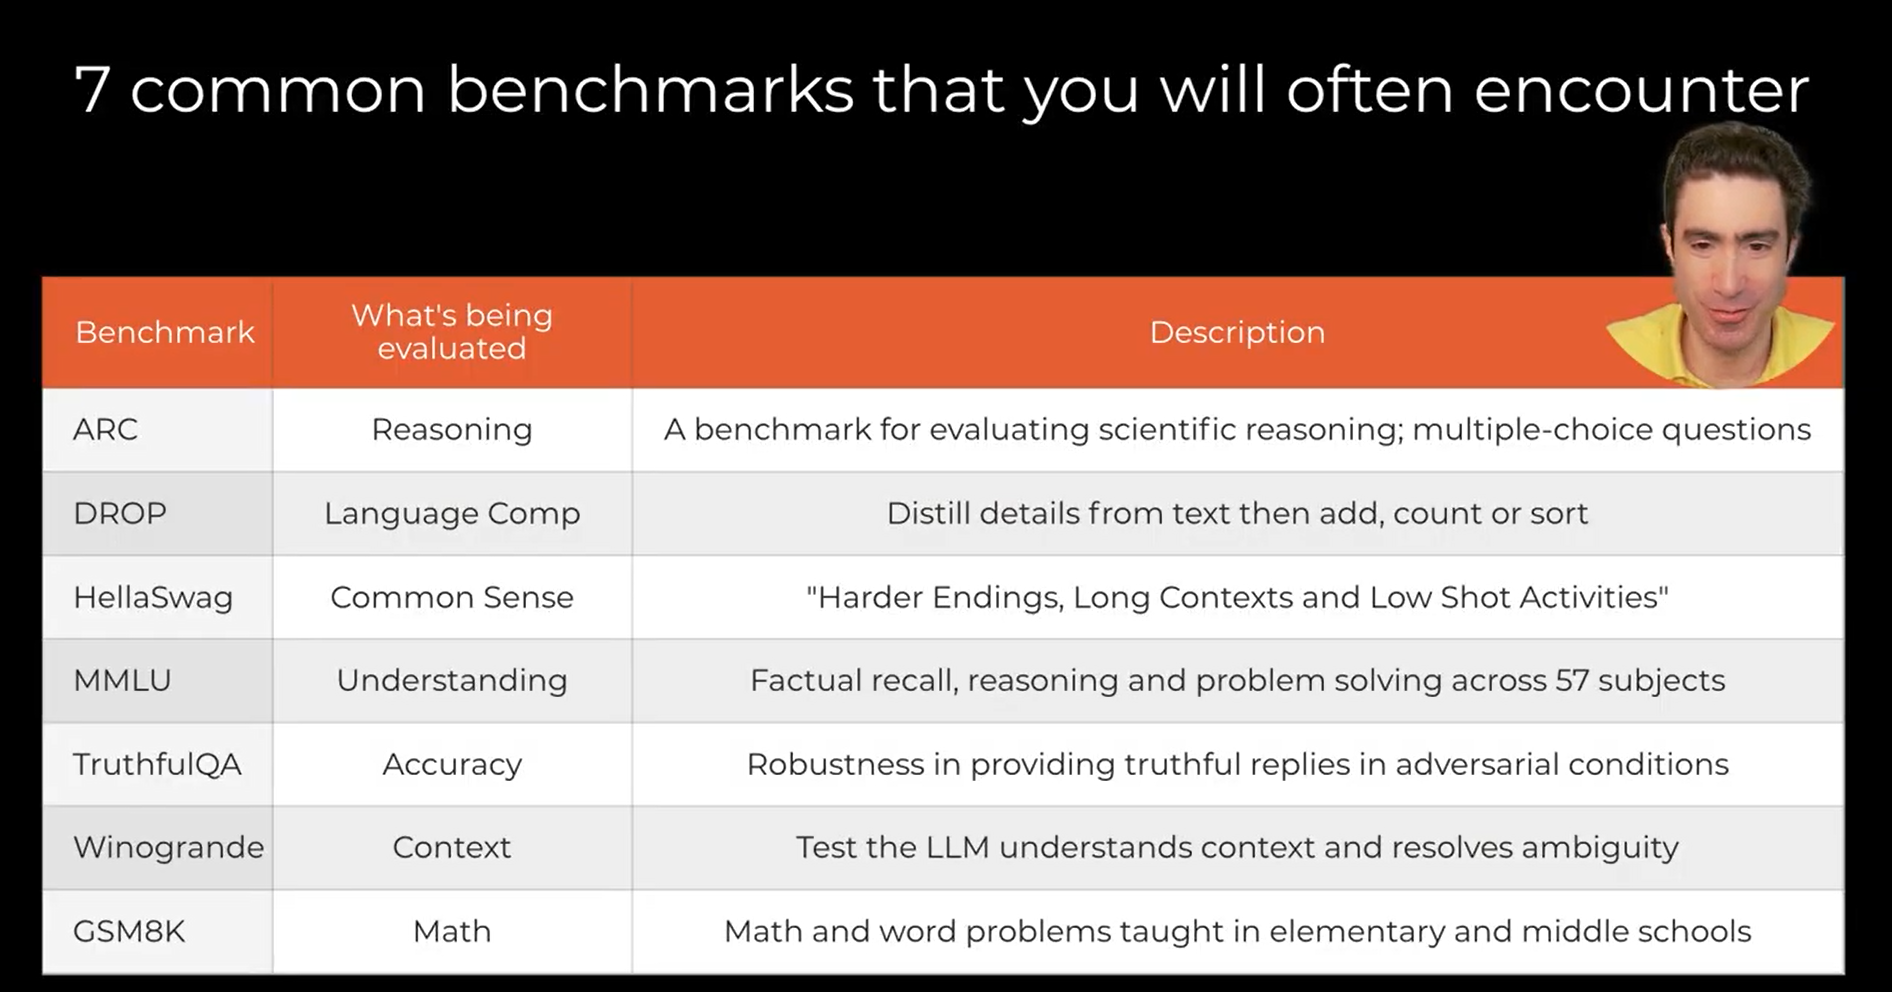 7 common benchmarks that you will often encounter
Benchmark
What's being
evaluated
Description
ARC
Reasoning
A benchmark for evaluating scientific reasoning; multiple-choice questions
DROP
Language Comp
Distill details from text then add, count or sort
HellaSwag
Common Sense
"Harder Endings, Long Contexts and Low Shot Activities"
MMLU
Understanding
Factual recall, reasoning and problem solving across 57 subjects
TruthfulQA
Accuracy
Robustness in providing truthful replies in adversarial conditions
Winogrande
Context
Test the LLM understands context and resolves ambiguity
GSM8K
Math
Math and word problems taught in elementary and middle schools